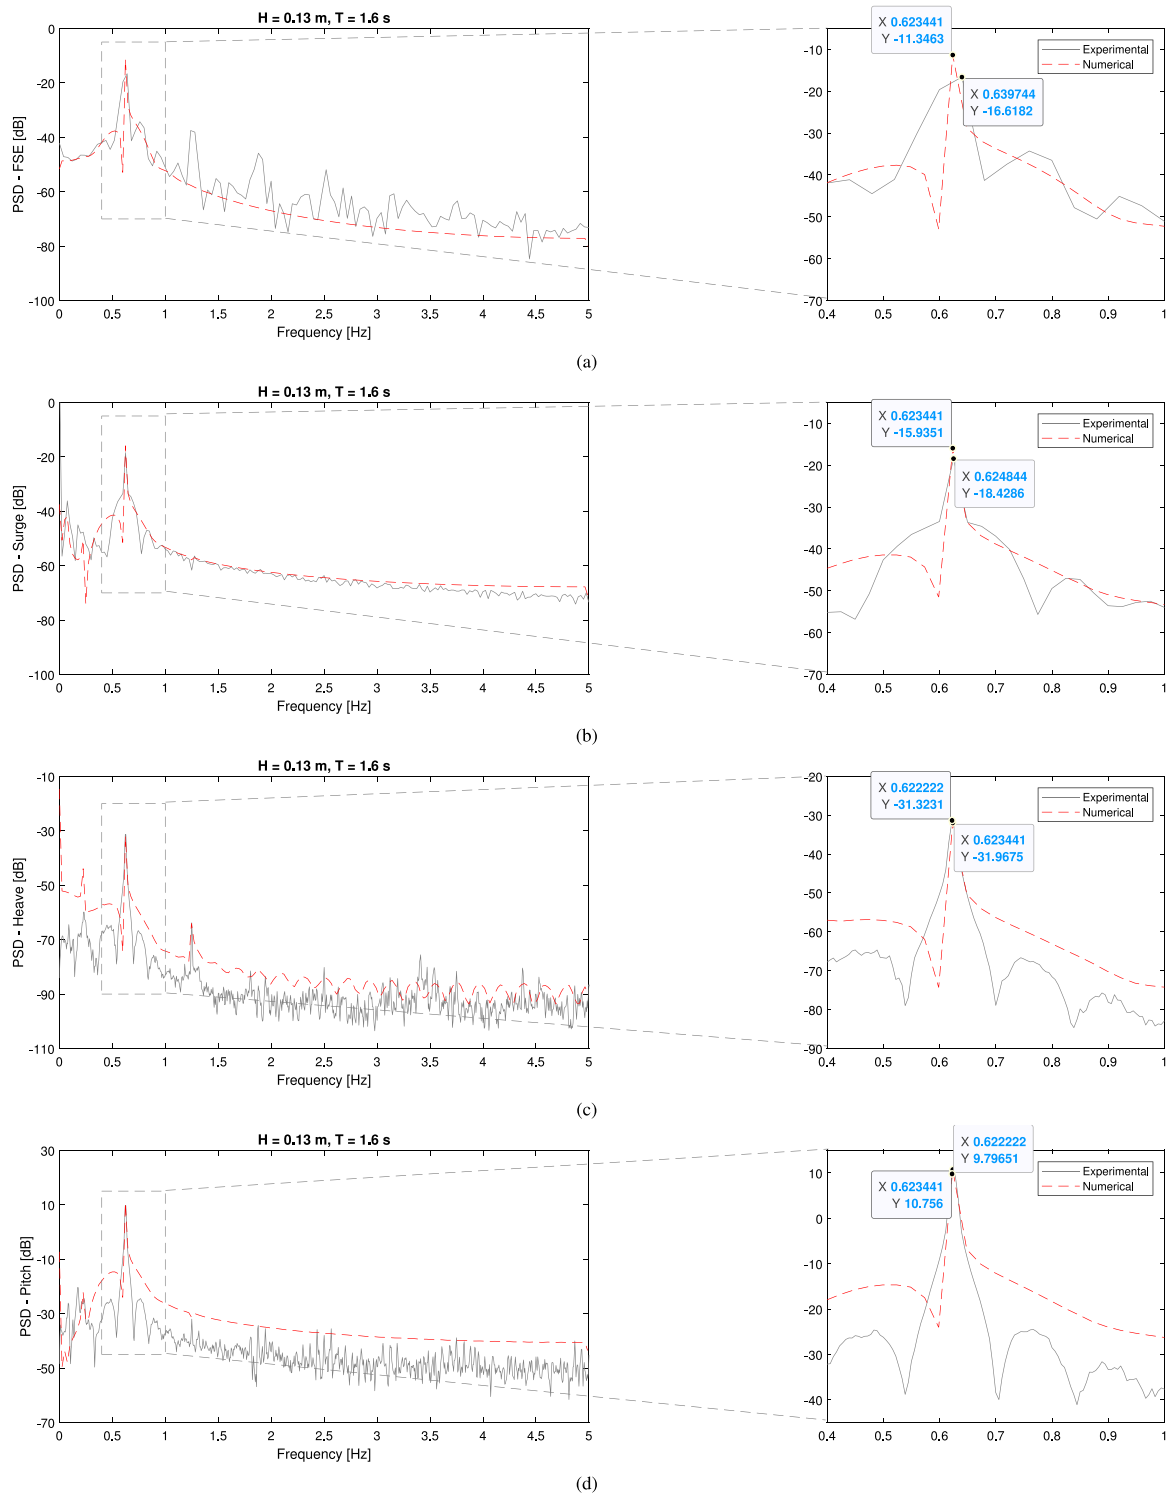 H = 0.13 m, T = 1.6 s
PSD - FSE [dB]
0
-20
-40
-60
-80
-100
0 0.5 1 1.5 2 2.5 3 3.5 4 4.5 5
Frequency [Hz]
X 0.623441
Y -11.3463
X 0.639744
Y -16.6182
Experimental
Numerical
-5
-10
-20
-30
-40
-50
-60
-70
0.4 0.5 0.6 0.7 0.8 0.9 1
(a)
H = 0.13 m, T = 1.6 s
PSD - Surge [dB]
0
-20
-40
-60
-80
-100
0 0.5 1 1.5 2 2.5 3 3.5 4 4.5 5
Frequency [Hz]
X 0.623441
Y -15.9351
X 0.624844
Y -18.4286
Experimental
Numerical
-5
-10
-20
-30
-40
-50
-60
-70
0.4 0.5 0.6 0.7 0.8 0.9 1
(b)
H = 0.13 m, T = 1.6 s
PSD - Heave [dB]
-10
-30
-50
-70
-90
-110
0 0.5 1 1.5 2 2.5 3 3.5 4 4.5 5
Frequency [Hz]
X 0.622222
Y -31.3231
X 0.623441
Y -31.9675
Experimental
Numerical
-20
-30
-40
-50
-60
-70
-80
-90
0.4 0.5 0.6 0.7 0.8 0.9 1
(c)
H = 0.13 m, T = 1.6 s
PSD - Pitch [dB]
30
10
-10
-30
-50
-70
0 0.5 1 1.5 2 2.5 3 3.5 4 4.5 5
Frequency [Hz]
X 0.622222
Y 9.79651
X 0.623441
Y 10.756
Experimental
Numerical
10
0
-10
-20
-30
-40
0.4 0.5 0.6 0.7 0.8 0.9 1
(d)